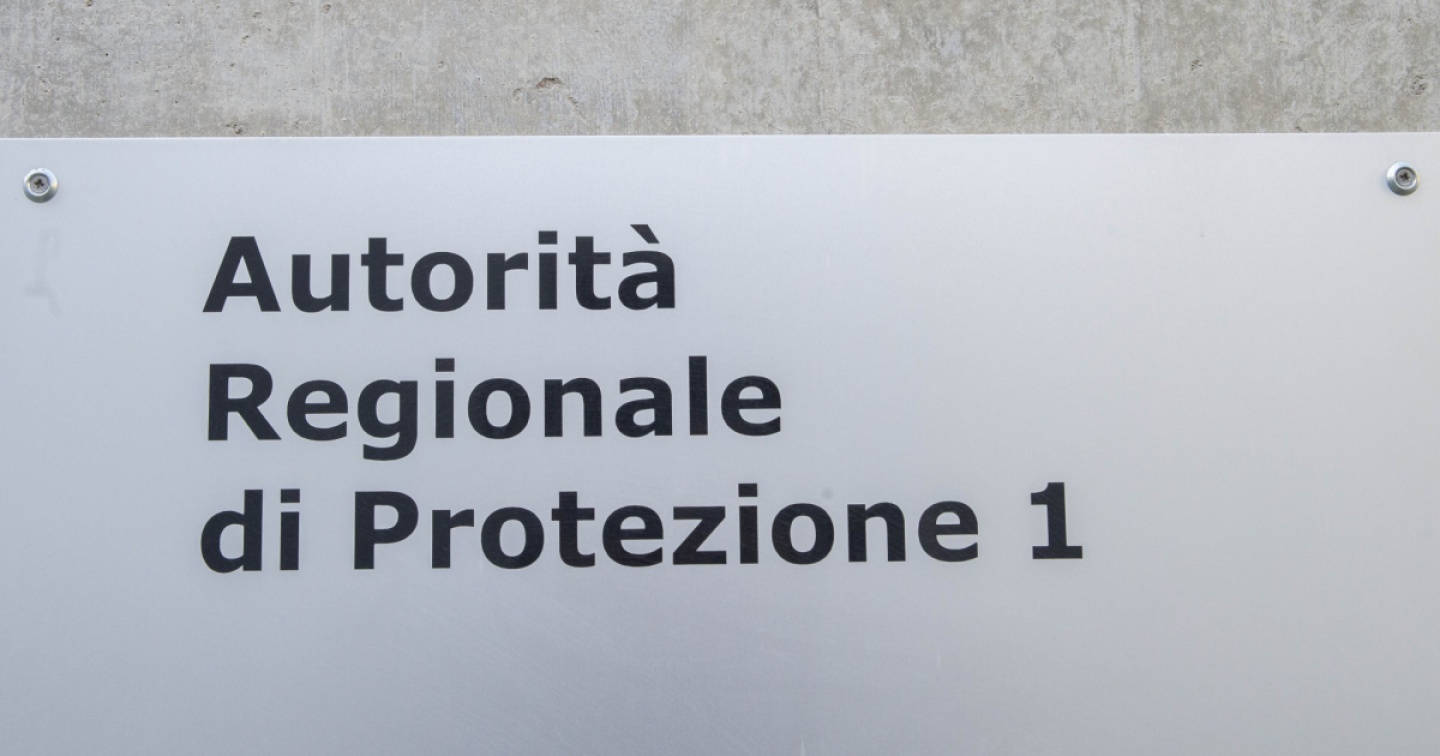 Autorità
Regionale
di Protezione 1